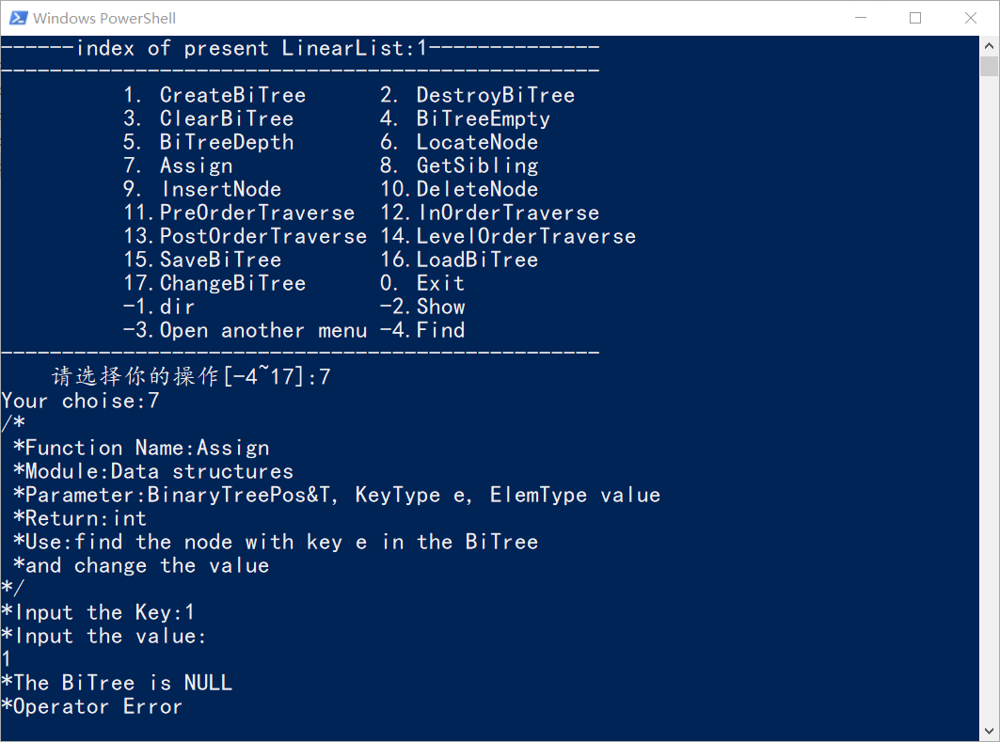 Windows PowerShell
------index of present LinearList:1--------------
-------------------------------------------------
1. CreateBiTree 2. DestroyBiTree
3. ClearBiTree 4. BiTreeEmpty
5. BiTreeDepth 6. LocateNode
7. Assign 8. GetSibling
9. InsertNode 10.DeleteNode
11.PreOrderTraverse 12.InOrderTraverse
13.PostOrderTraverse 14.LevelOrderTraverse
15.SaveBiTree 16.LoadBiTree
17.ChangeBiTree 0. Exit
-1.dir -2.Show
-3.Open another menu -4.Find
-------------------------------------------------
请选择你的操作[-4~17]:7
Your choise:7
/*
*Function Name:Assign
*Module:Data structures
*Parameter:BinaryTreePos&T, KeyType e, ElemType value
*Return:int
*Use:find the node with key e in the BiTree
*and change the value
*/
*Input the Key:1
*Input the value:
1
*The BiTree is NULL
*Operator Error